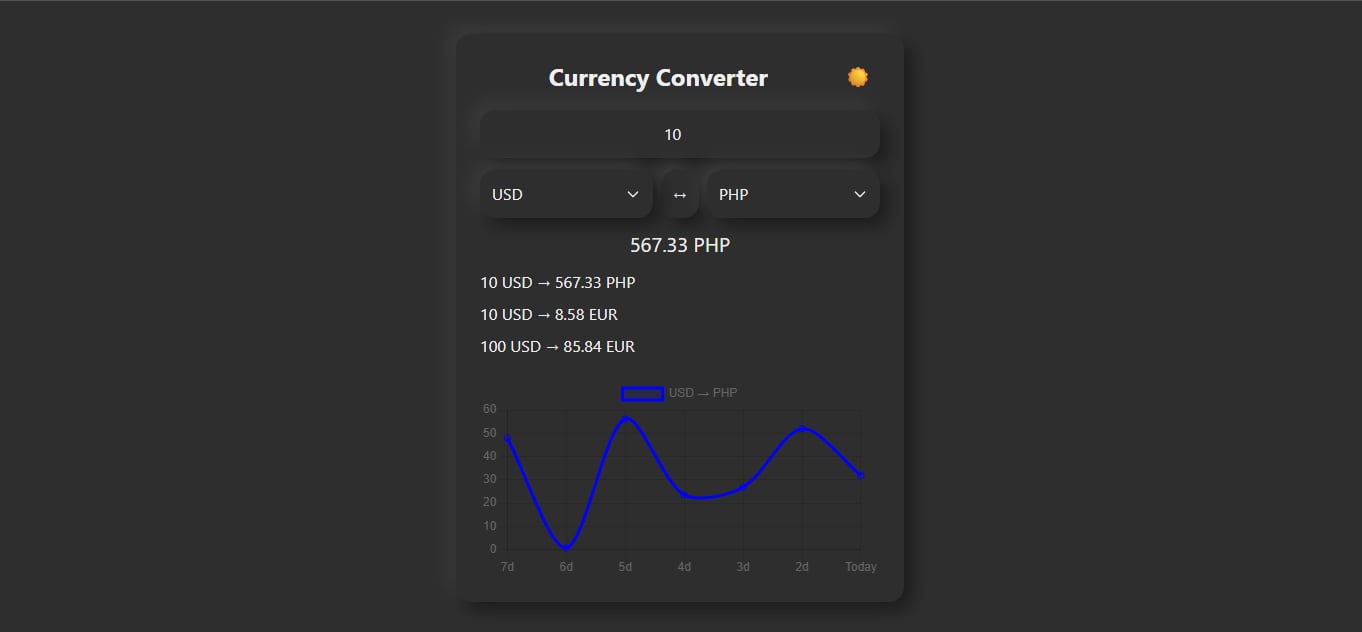 Currency Converter
10
USD ↔ PHP
567.33 PHP
10 USD → 567.33 PHP
10 USD → 8.58 EUR
100 USD → 85.84 EUR
USD → PHP
60
50
40
30
20
10
0
7d 6d 5d 4d 3d 2d Today